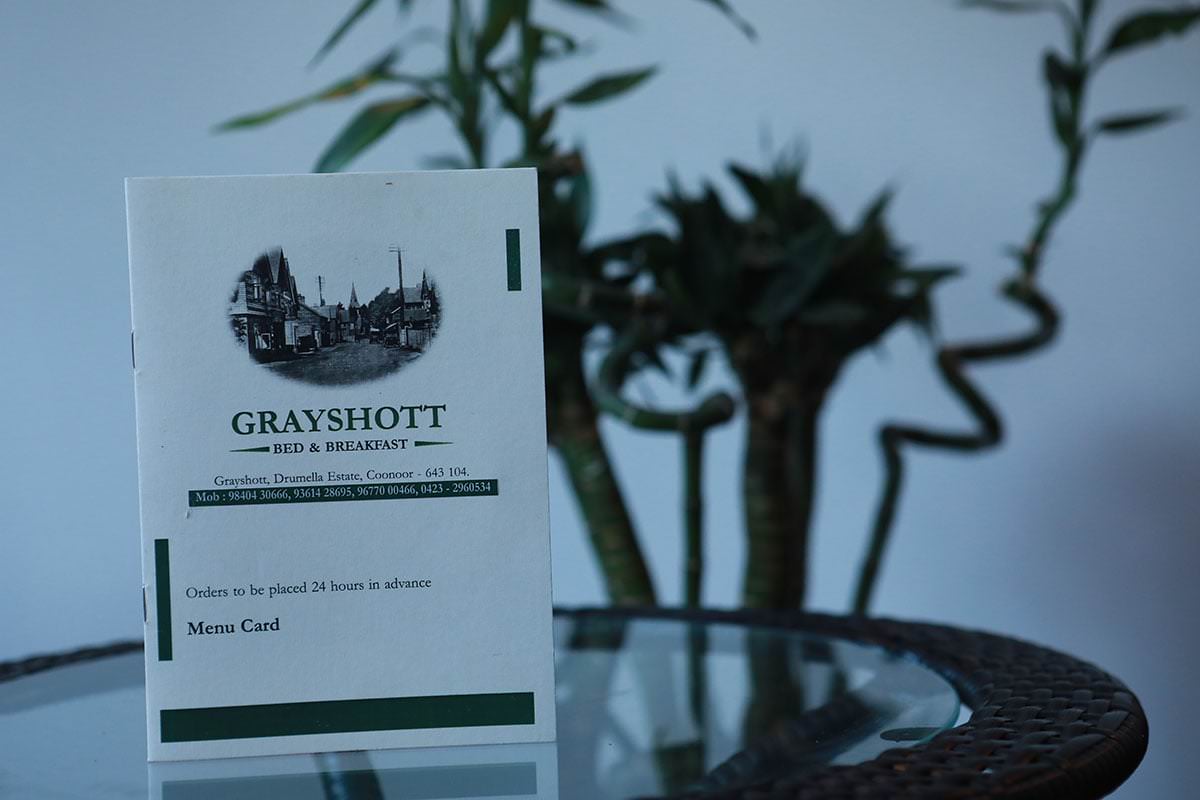 GRAYSHOTT
BED & BREAKFAST
Grayshott, Drumella Estate, Coonoor - 643 104.
Mob : 98404 30666, 93614 28695, 96770 00466, 0423 - 2960534
Orders to be placed 24 hours in advance
Menu Card